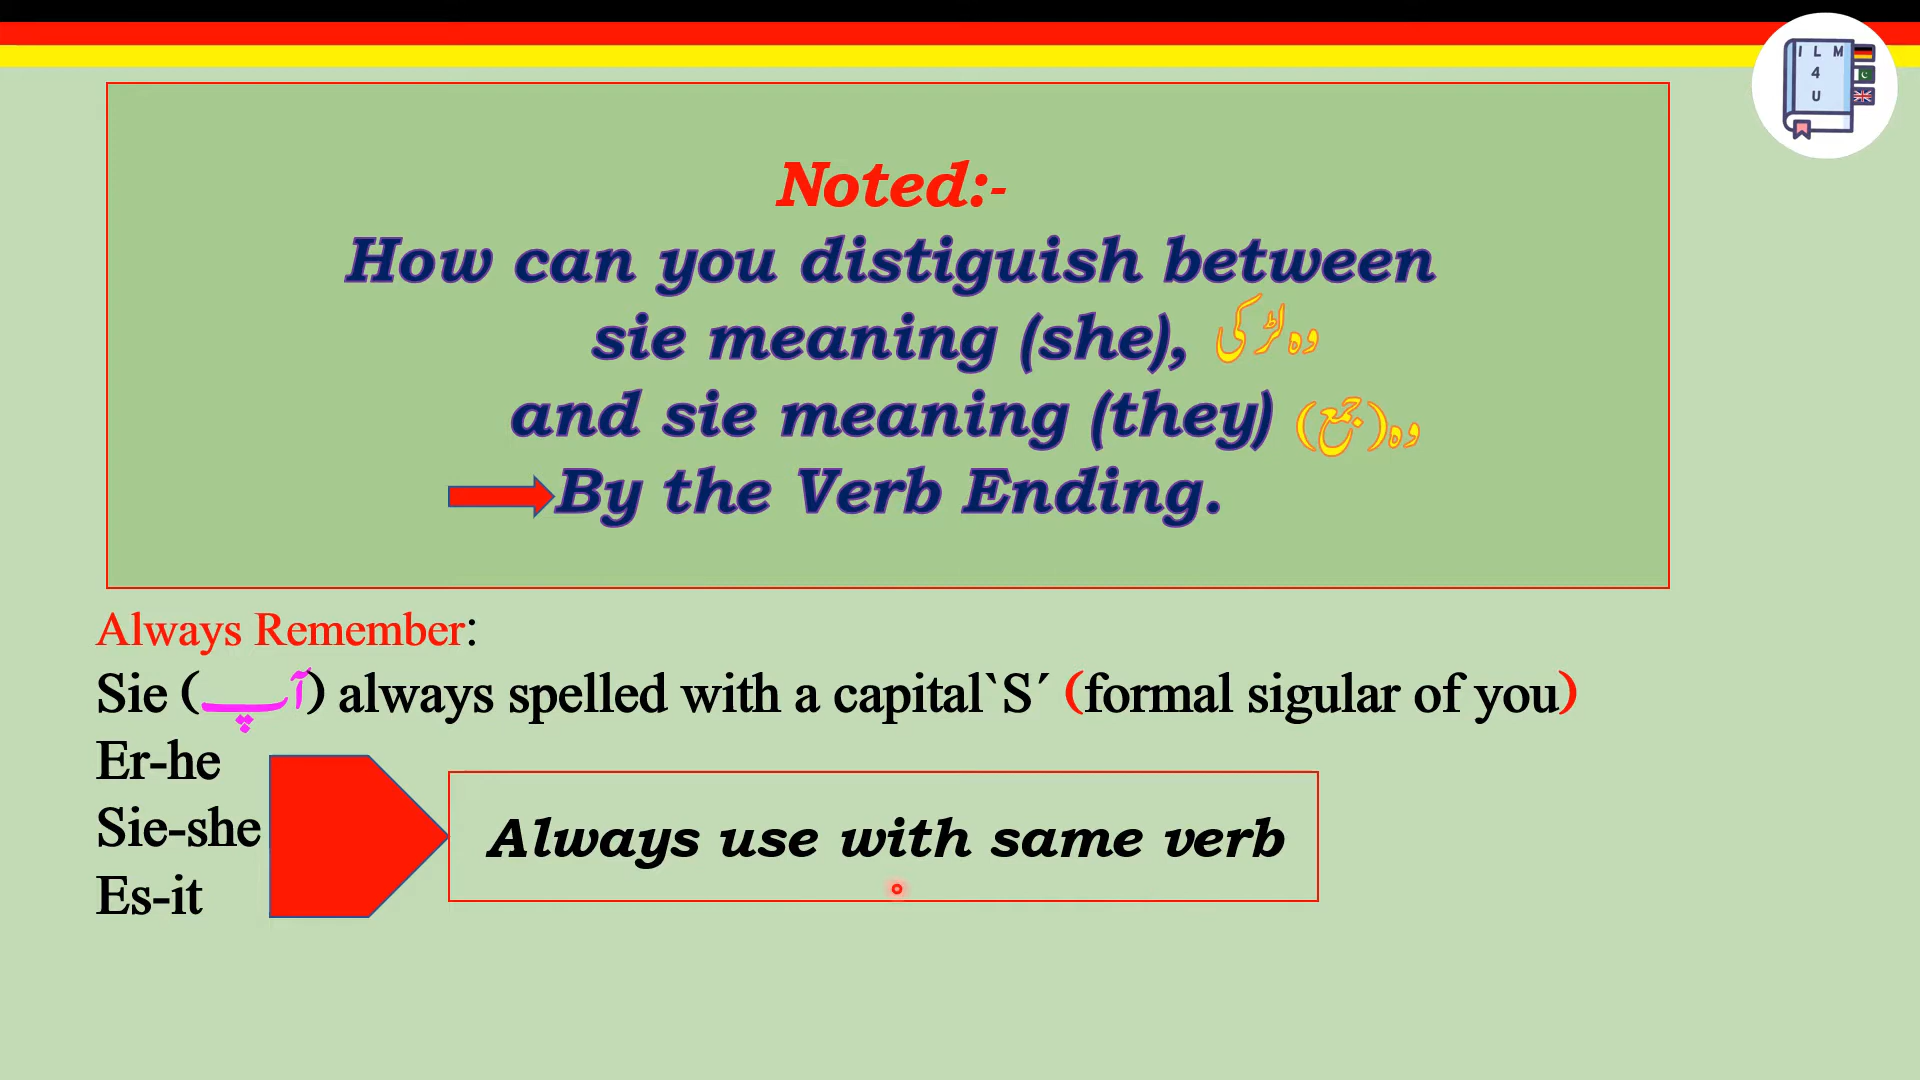 I L M
4
U
Noted:-
How can you distiguish between
sie meaning (she), وہ لڑکی
and sie meaning (they) وہ(جمع)
By the Verb Ending.
Always Remember:
Sie (آپ) always spelled with a capital`S´ (formal sigular of you)
Er-he
Sie-she
Es-it
Always use with same verb